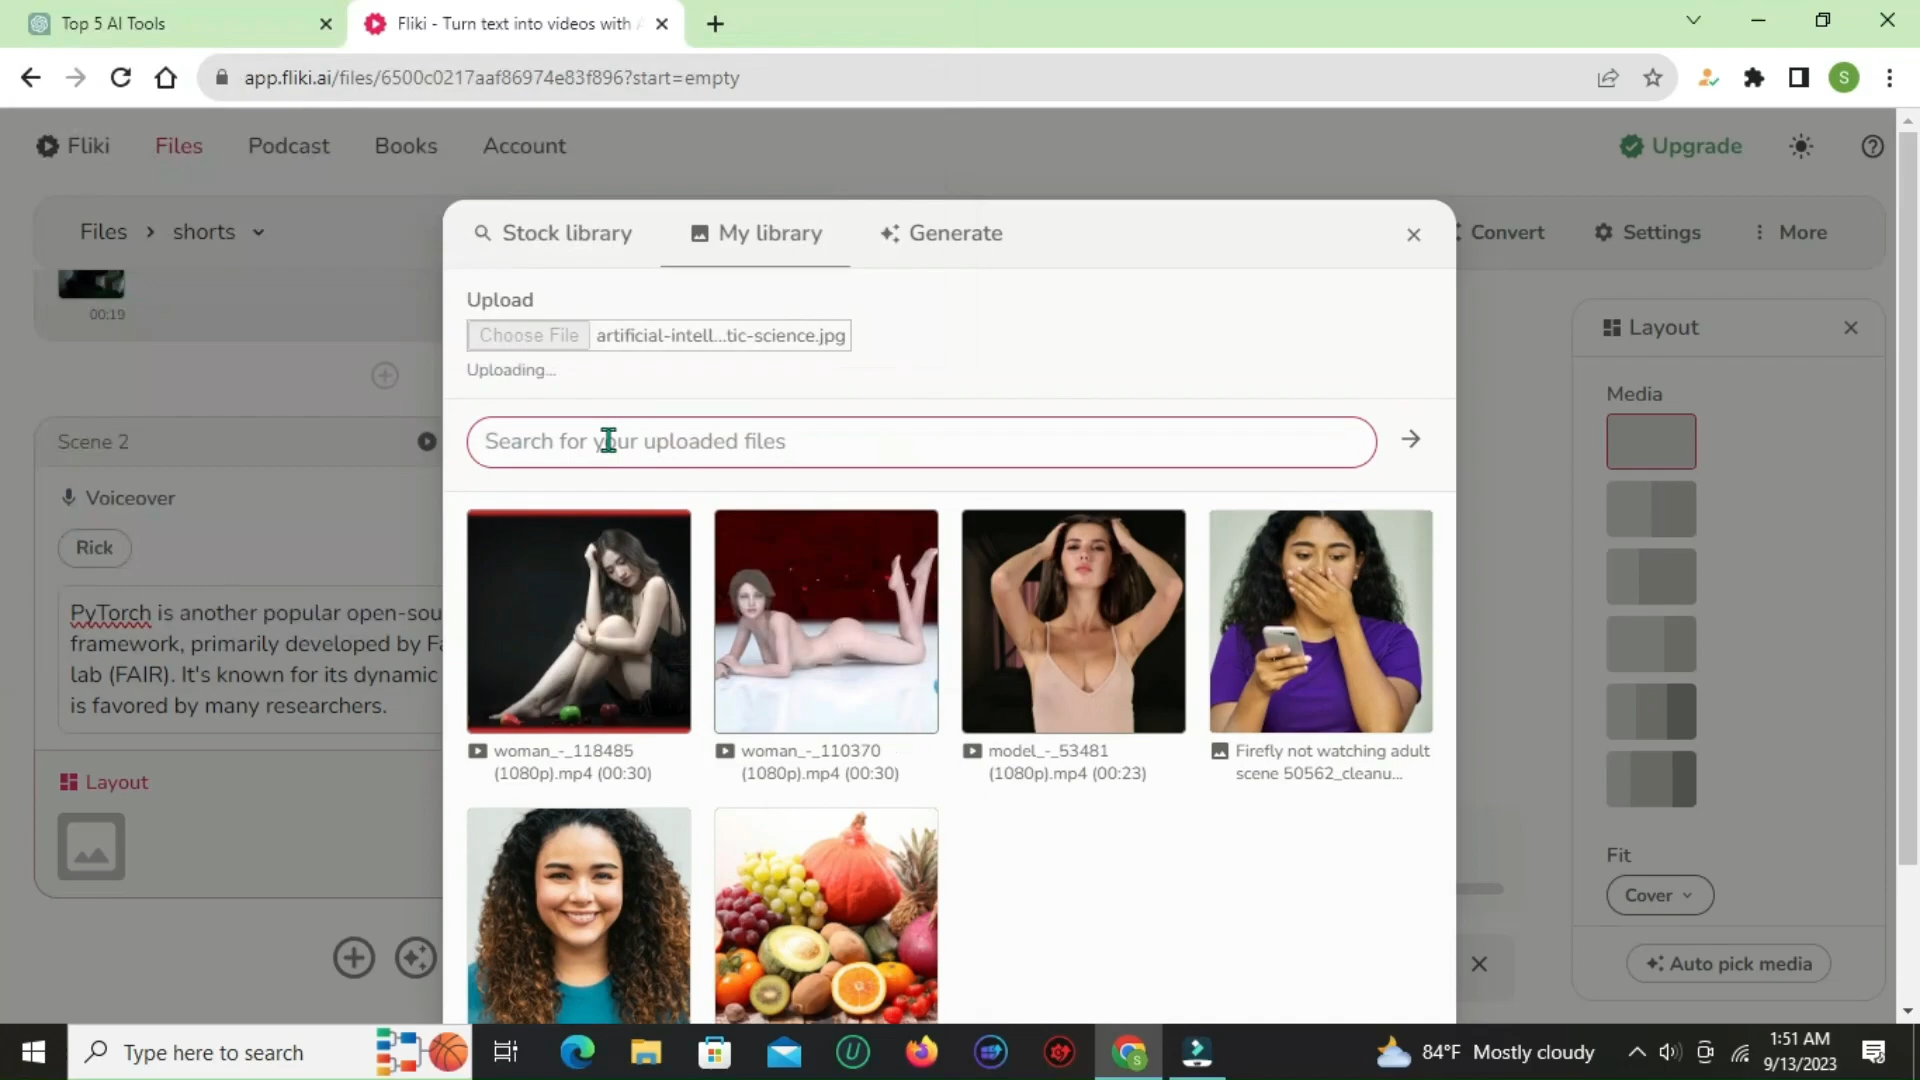 Top 5 AI Tools
Fliki - Turn text into videos with A
app.fliki.ai/files/6500c0217aaf86974e83f896?start=empty
S
Fliki
Files
Podcast
Books
Account
Upgrade
Files > shorts
Convert
Settings
More
Stock library
My library
Generate
Upload
Choose File artificial-intell...tic-science.jpg
Uploading...
Search for your uploaded files
00:19
Scene 2
Voiceover
Rick
PyTorch is another popular open-sou
framework, primarily developed by Fa
lab (FAIR). It's known for its dynamic
is favored by many researchers.
Layout
woman_-_118485
(1080p).mp4 (00:30)
woman_-_110370
(1080p).mp4 (00:30)
model_-_53481
(1080p).mp4 (00:23)
Firefly not watching adult
scene 50562_cleanu...
Layout
Media
Fit
Cover
Auto pick media
Type here to search
84°F Mostly cloudy
1:51 AM
9/13/2023